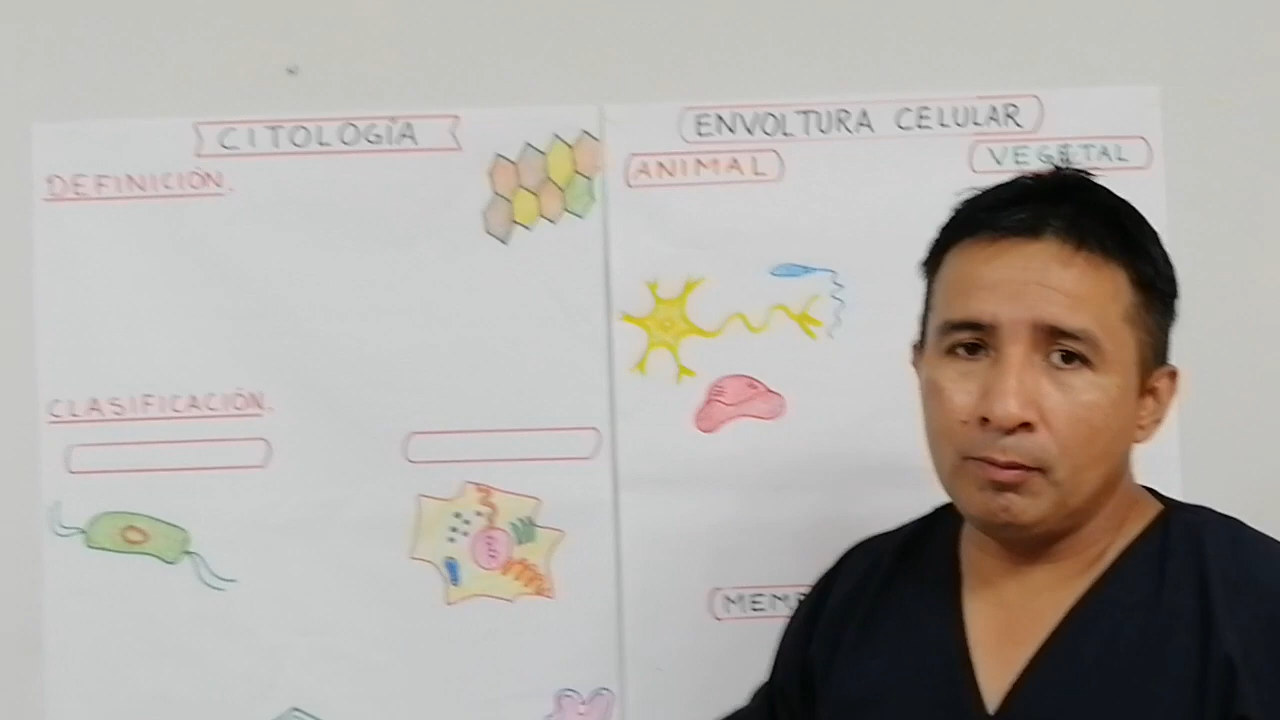 CITOLOGÍA
DEFINICIÓN.
CLASIFICACIÓN.
ENVOLTURA CELULAR
ANIMAL
VEGETAL